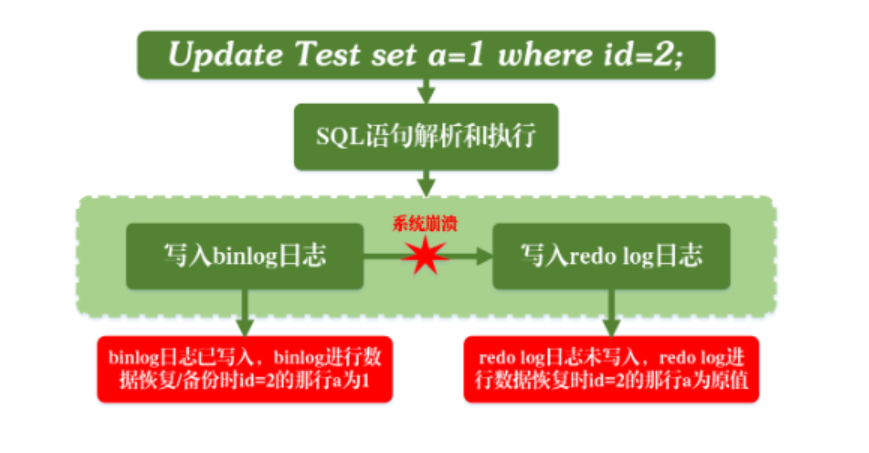 Update Test set a=1 where id=2;
SQL语句解析和执行
系统崩溃
写入binlog日志
写入redo log日志
binlog日志已写入，binlog进行数
据恢复/备份时id=2的那行a为1
redo log日志未写入，redo log进
行数据恢复时id=2的那行a为原值